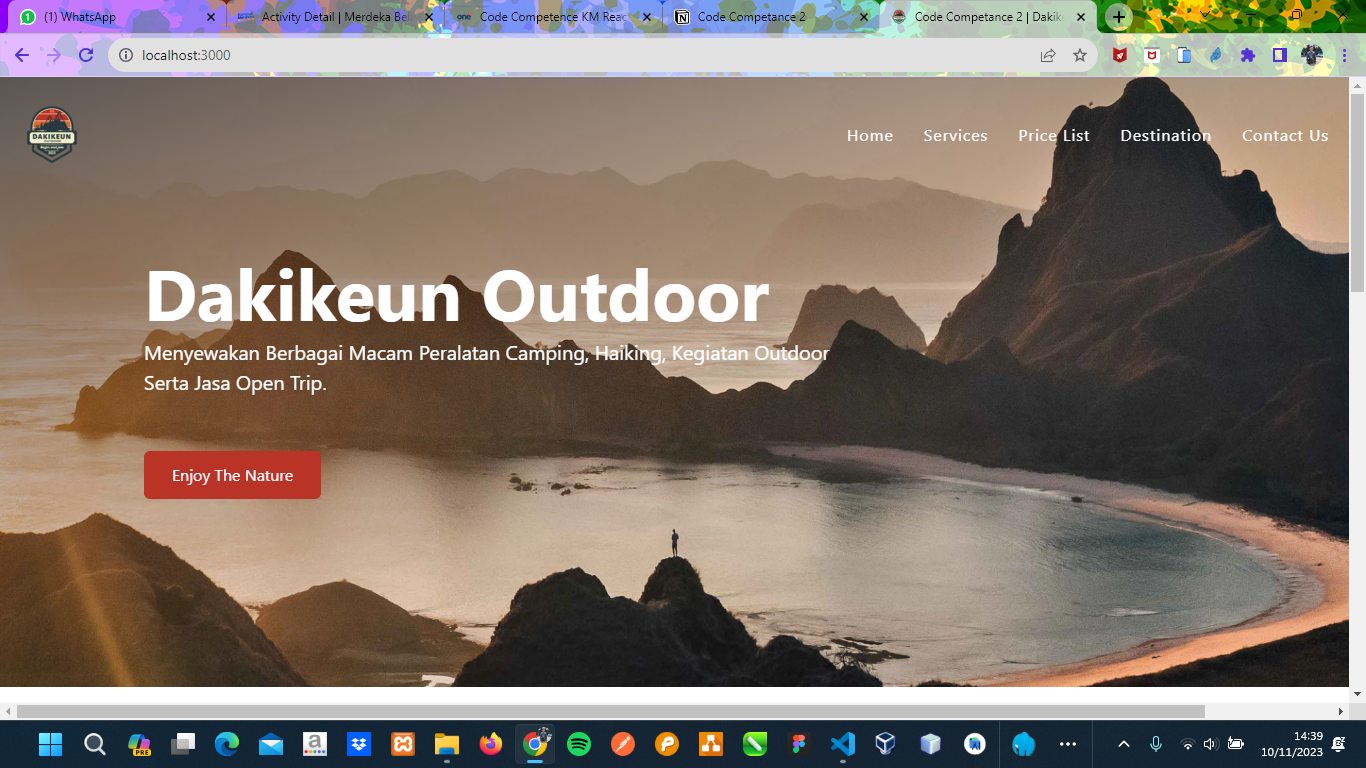 (1) WhatsApp
Activity Detail | Merdeka Bel
Code Competence KM Reac
Code Competance 2
Code Competance 2 | Dakik
localhost:3000
DAKIKEUN
OUTDOOR
Home
Services
Price List
Destination
Contact Us
Dakikeun Outdoor
Menyewakan Berbagai Macam Peralatan Camping, Haiking, Kegiatan Outdoor
Serta Jasa Open Trip.
Enjoy The Nature
PRE
14:39
10/11/2023